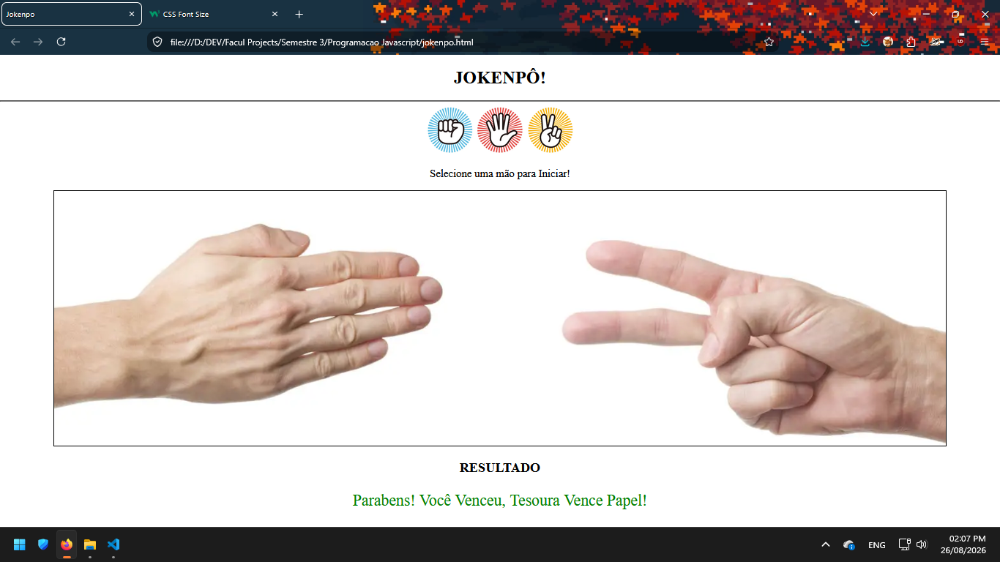 Jokenpo
CSS Font Size
file:///D:/DEV/Facul Projects/Semestre 3/Programacao Javascript/jokenpo.html
JOKENPÔ!
Selecione uma mão para Iniciar!
RESULTADO
Parabens! Você Venceu, Tesoura Vence Papel!
ENG
02:07 PM
26/08/2026